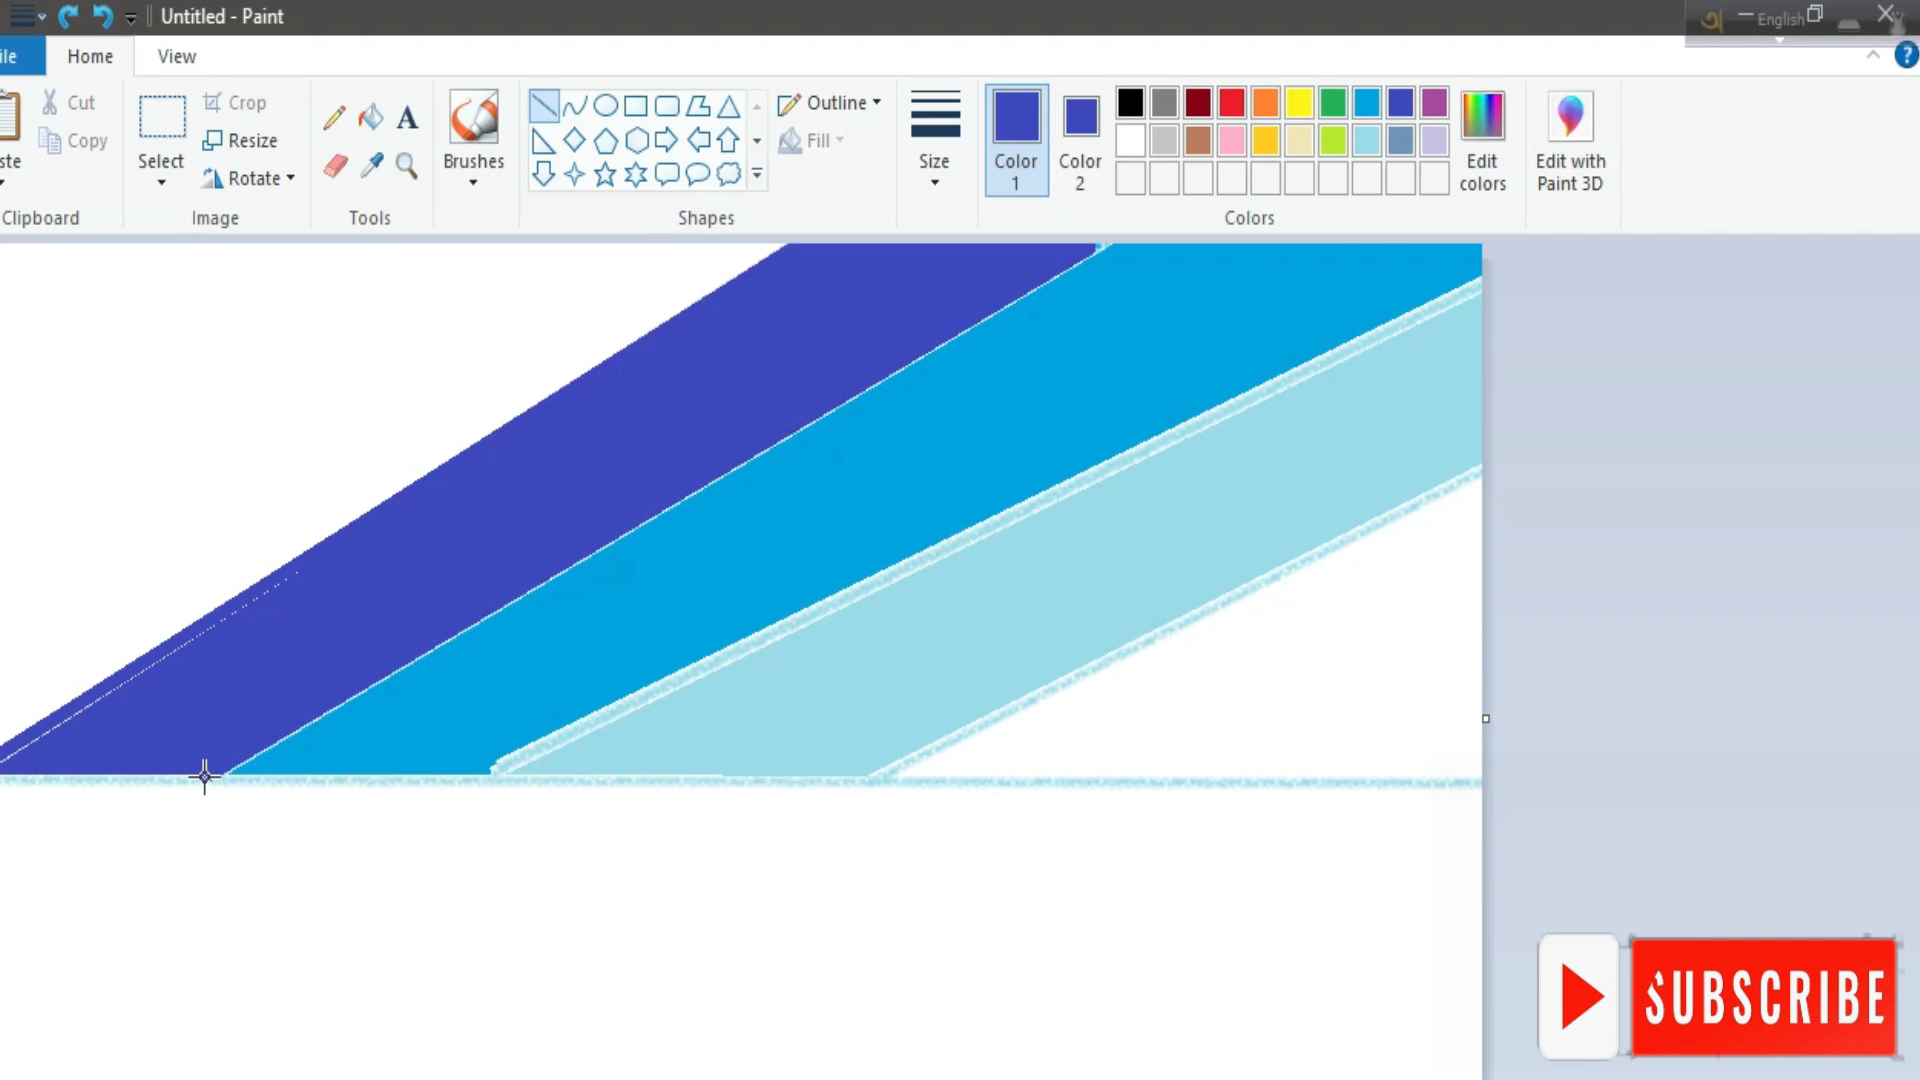 Untitled - Paint
English
ile
Home
View
Cut
Copy
ste
Clipboard
Select
Crop
Resize
Rotate
Image
A
Tools
Brushes
Shapes
Outline
Fill
Size
Color
1
Color
2
Colors
Edit
colors
Edit with
Paint 3D
?
SUBSCRIBE